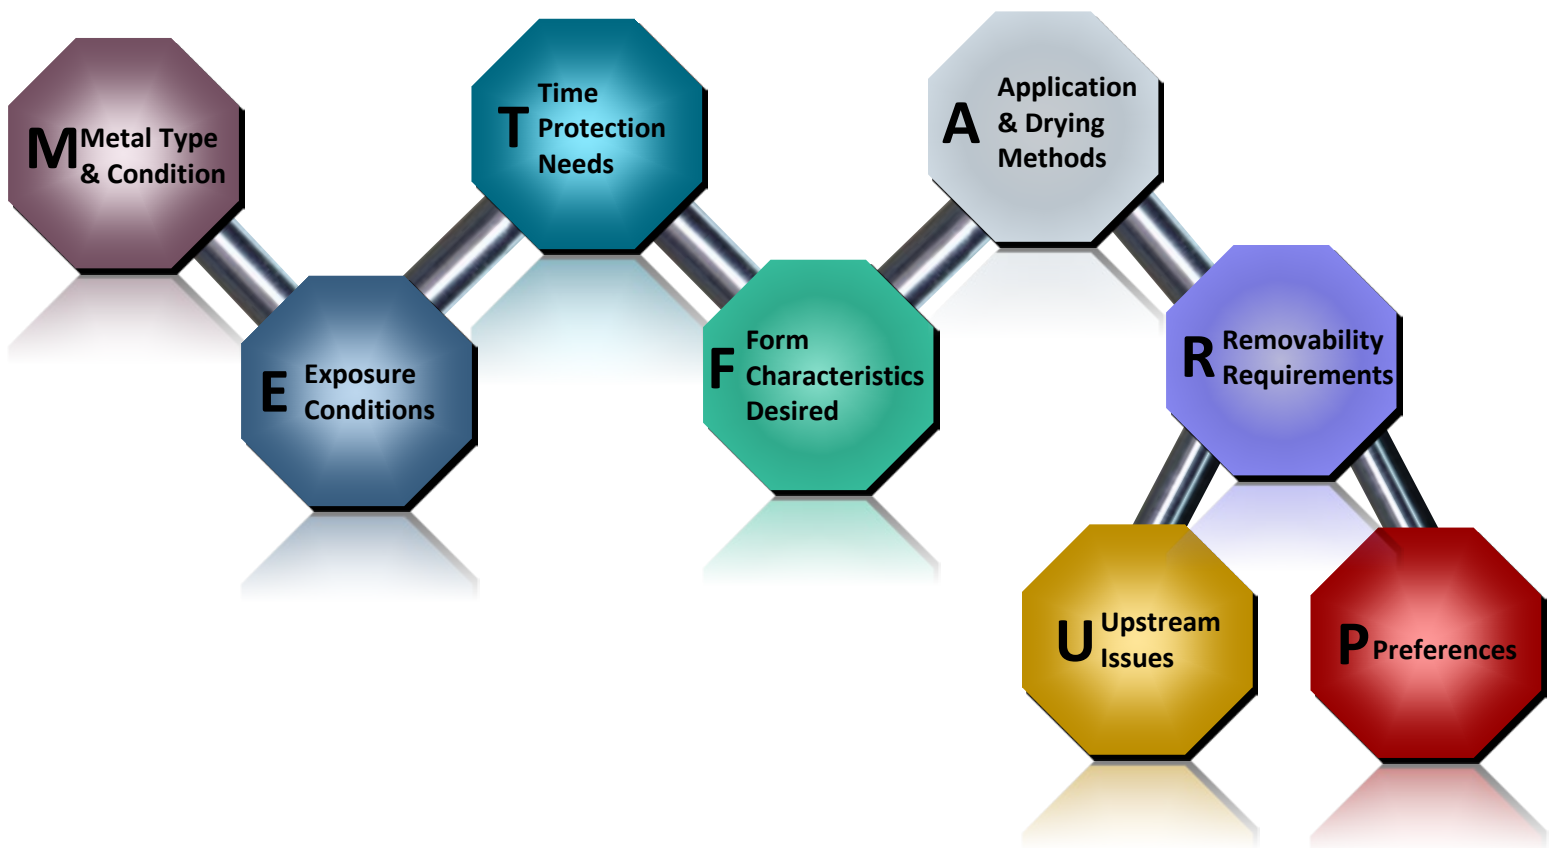 M
Metal Type
& Condition
E
Exposure
Conditions
T
Time
Protection
Needs
F
Form
Characteristics
Desired
A
Application
& Drying
Methods
R
Removability
Requirements
U
Upstream
Issues
P
Preferences